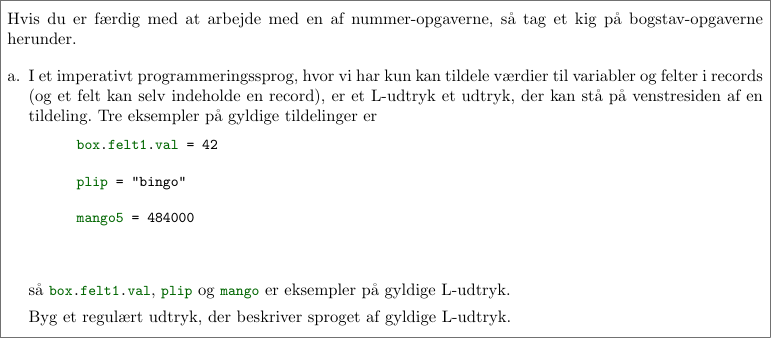 Hvis du er færdig med at arbejde med en af nummer-opgaverne, så tag et kig på bogstav-opgaverne
herunder.
a. I et imperativt programmeringssprog, hvor vi har kun kan tildele værdier til variabler og felter i records
(og et felt kan selv indeholde en record), er et L-udtryk et udtryk, der kan stå på venstresiden af en
tildeling. Tre eksempler på gyldige tildelinger er
box.felt1.val = 42
plip = "bingo"
mango5 = 484000
så box.felt1.val, plip og mango er eksempler på gyldige L-udtryk.
Byg et regulært udtryk, der beskriver sproget af gyldige L-udtryk.